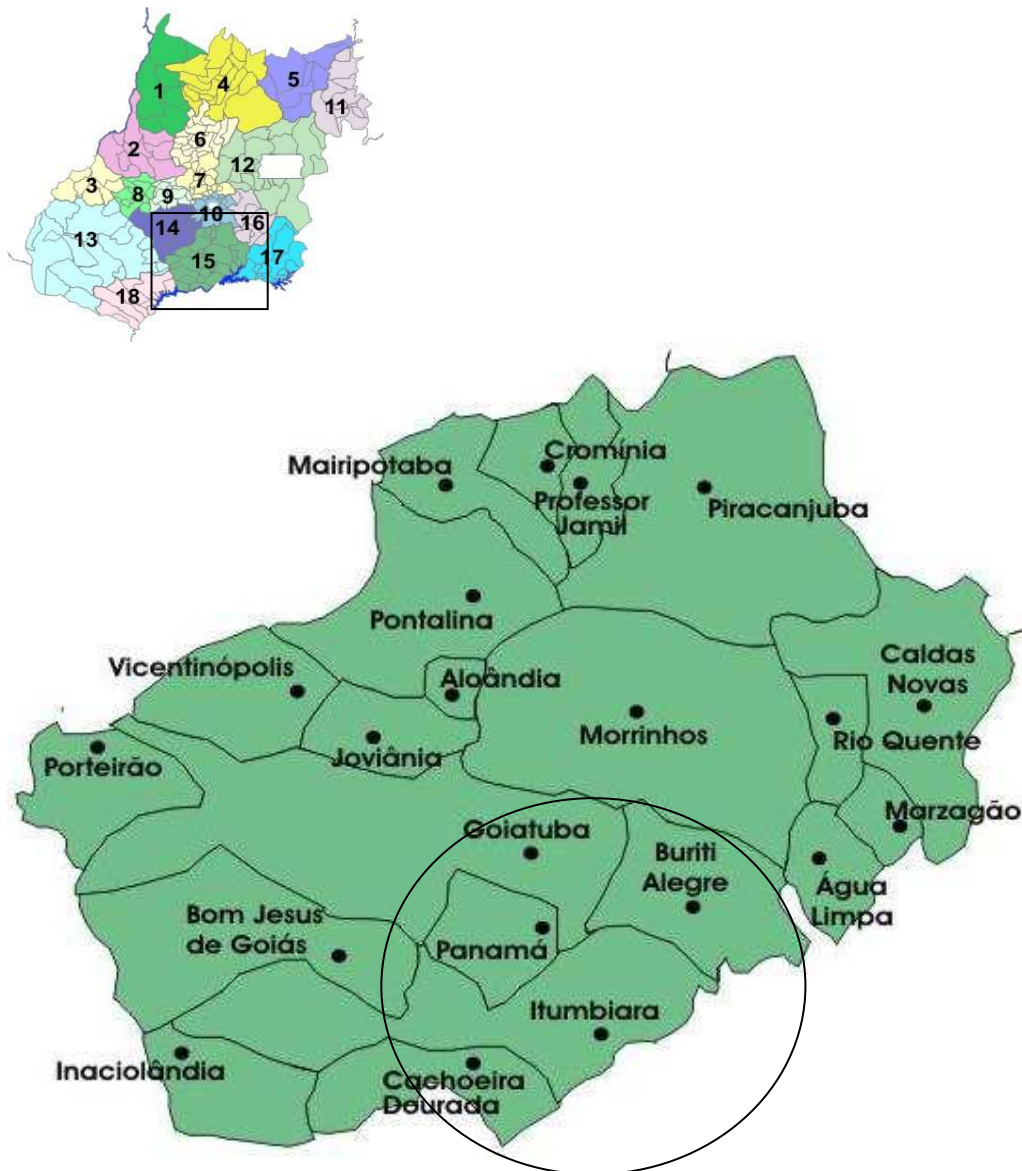 1
4
5
11
6
2
12
3
8
9
7
10
14
16
13
15
17
18
Mairipotaba
Cromínia
Professor
Jamil
Piracanjuba
Pontalina
Vicentinópolis
Aloândia
Caldas
Novas
Morrinhos
Rio Quente
Joviânia
Porteirão
Marzagão
Goiatuba
Buriti
Alegre
Água
Limpa
Bom Jesus
de Goiás
Panamá
Itumbiara
Inaciolândia
Cachoeira
Dourada